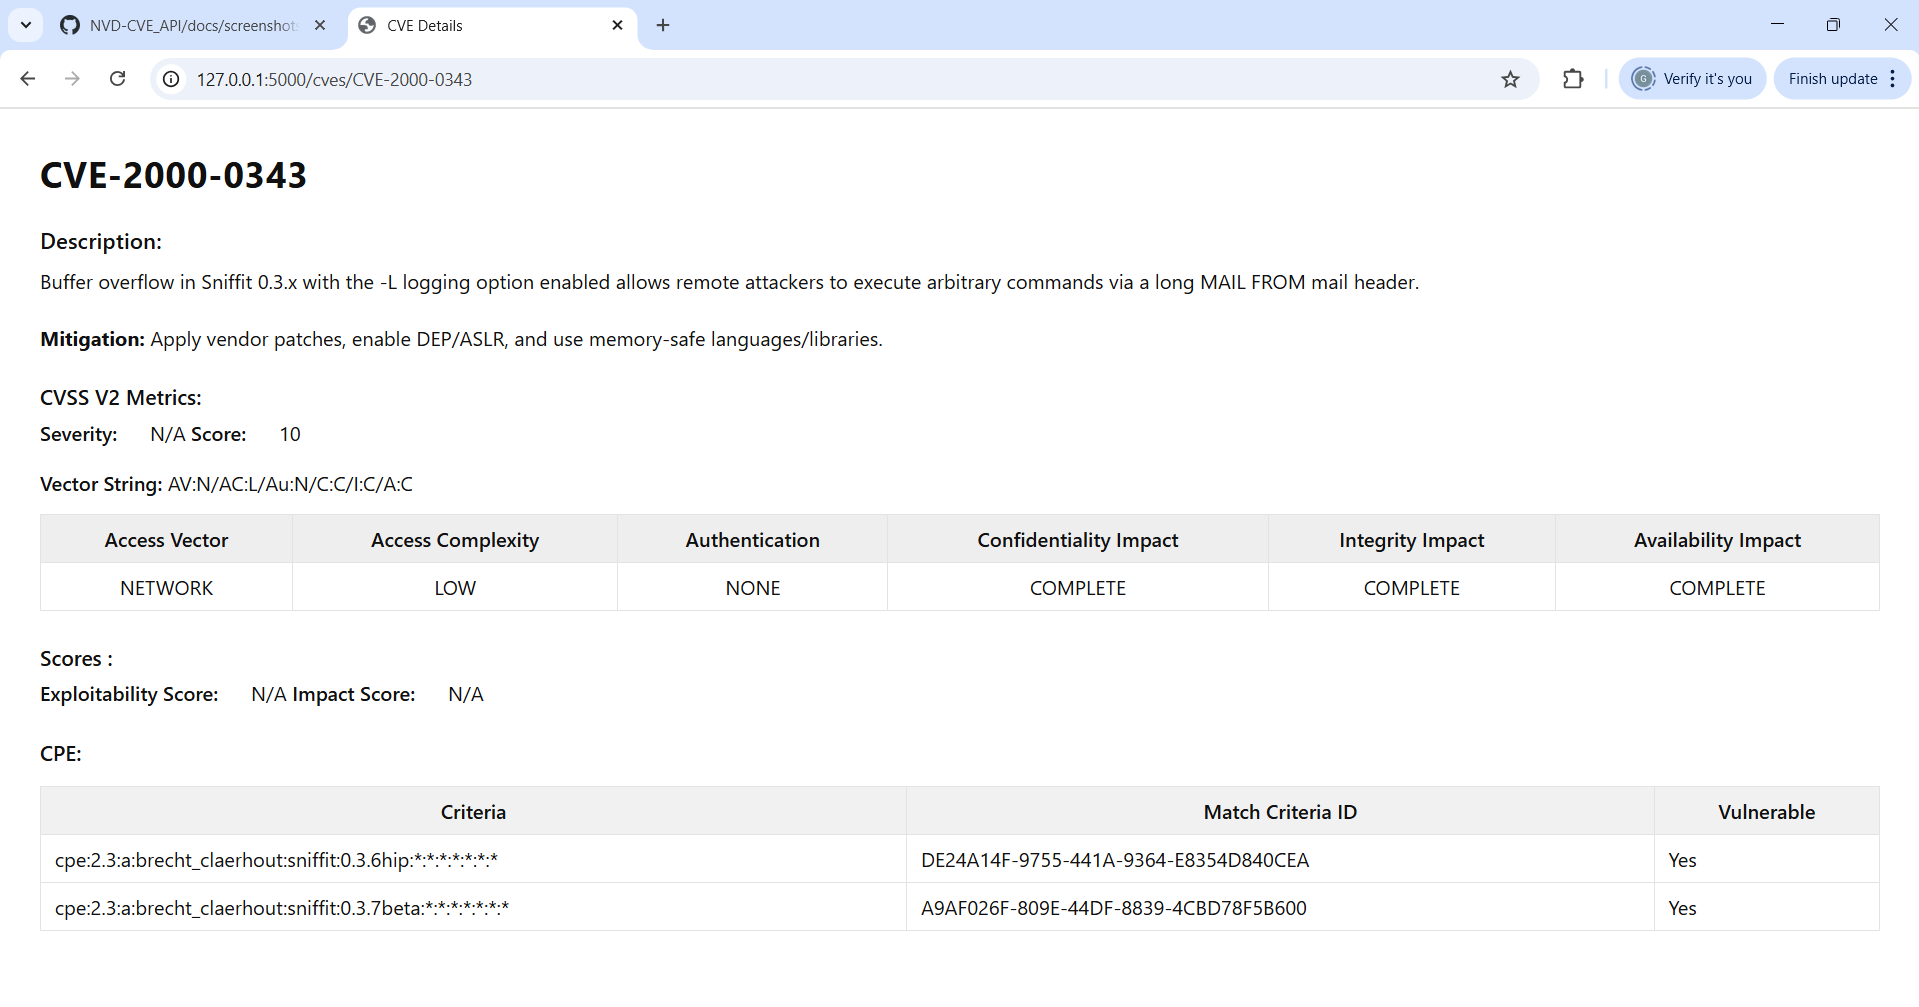 NVD-CVE_API/docs/screenshots
CVE Details
127.0.0.1:5000/cves/CVE-2000-0343
G
Verify it's you
Finish update
CVE-2000-0343
Description:
Buffer overflow in Sniffit 0.3.x with the -L logging option enabled allows remote attackers to execute arbitrary commands via a long MAIL FROM mail header.
Mitigation: Apply vendor patches, enable DEP/ASLR, and use memory-safe languages/libraries.
CVSS V2 Metrics:
Severity: N/A Score: 10
Vector String: AV:N/AC:L/Au:N/C:C/I:C/A:C
Access Vector Access Complexity Authentication Confidentiality Impact Integrity Impact Availability Impact
NETWORK LOW NONE COMPLETE COMPLETE COMPLETE
Scores :
Exploitability Score: N/A Impact Score: N/A
CPE:
Criteria Match Criteria ID Vulnerable
cpe:2.3:a:brecht_claerhout:sniffit:0.3.6hip:*:*:*:*:*:*:* DE24A14F-9755-441A-9364-E8354D840CEA Yes
cpe:2.3:a:brecht_claerhout:sniffit:0.3.7beta:*:*:*:*:*:*:* A9AF026F-809E-44DF-8839-4CBD78F5B600 Yes